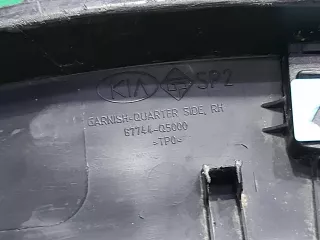 KIA SP2
GARNISH-QUARTER SIDE, RH
87744-Q5000
>TPO<